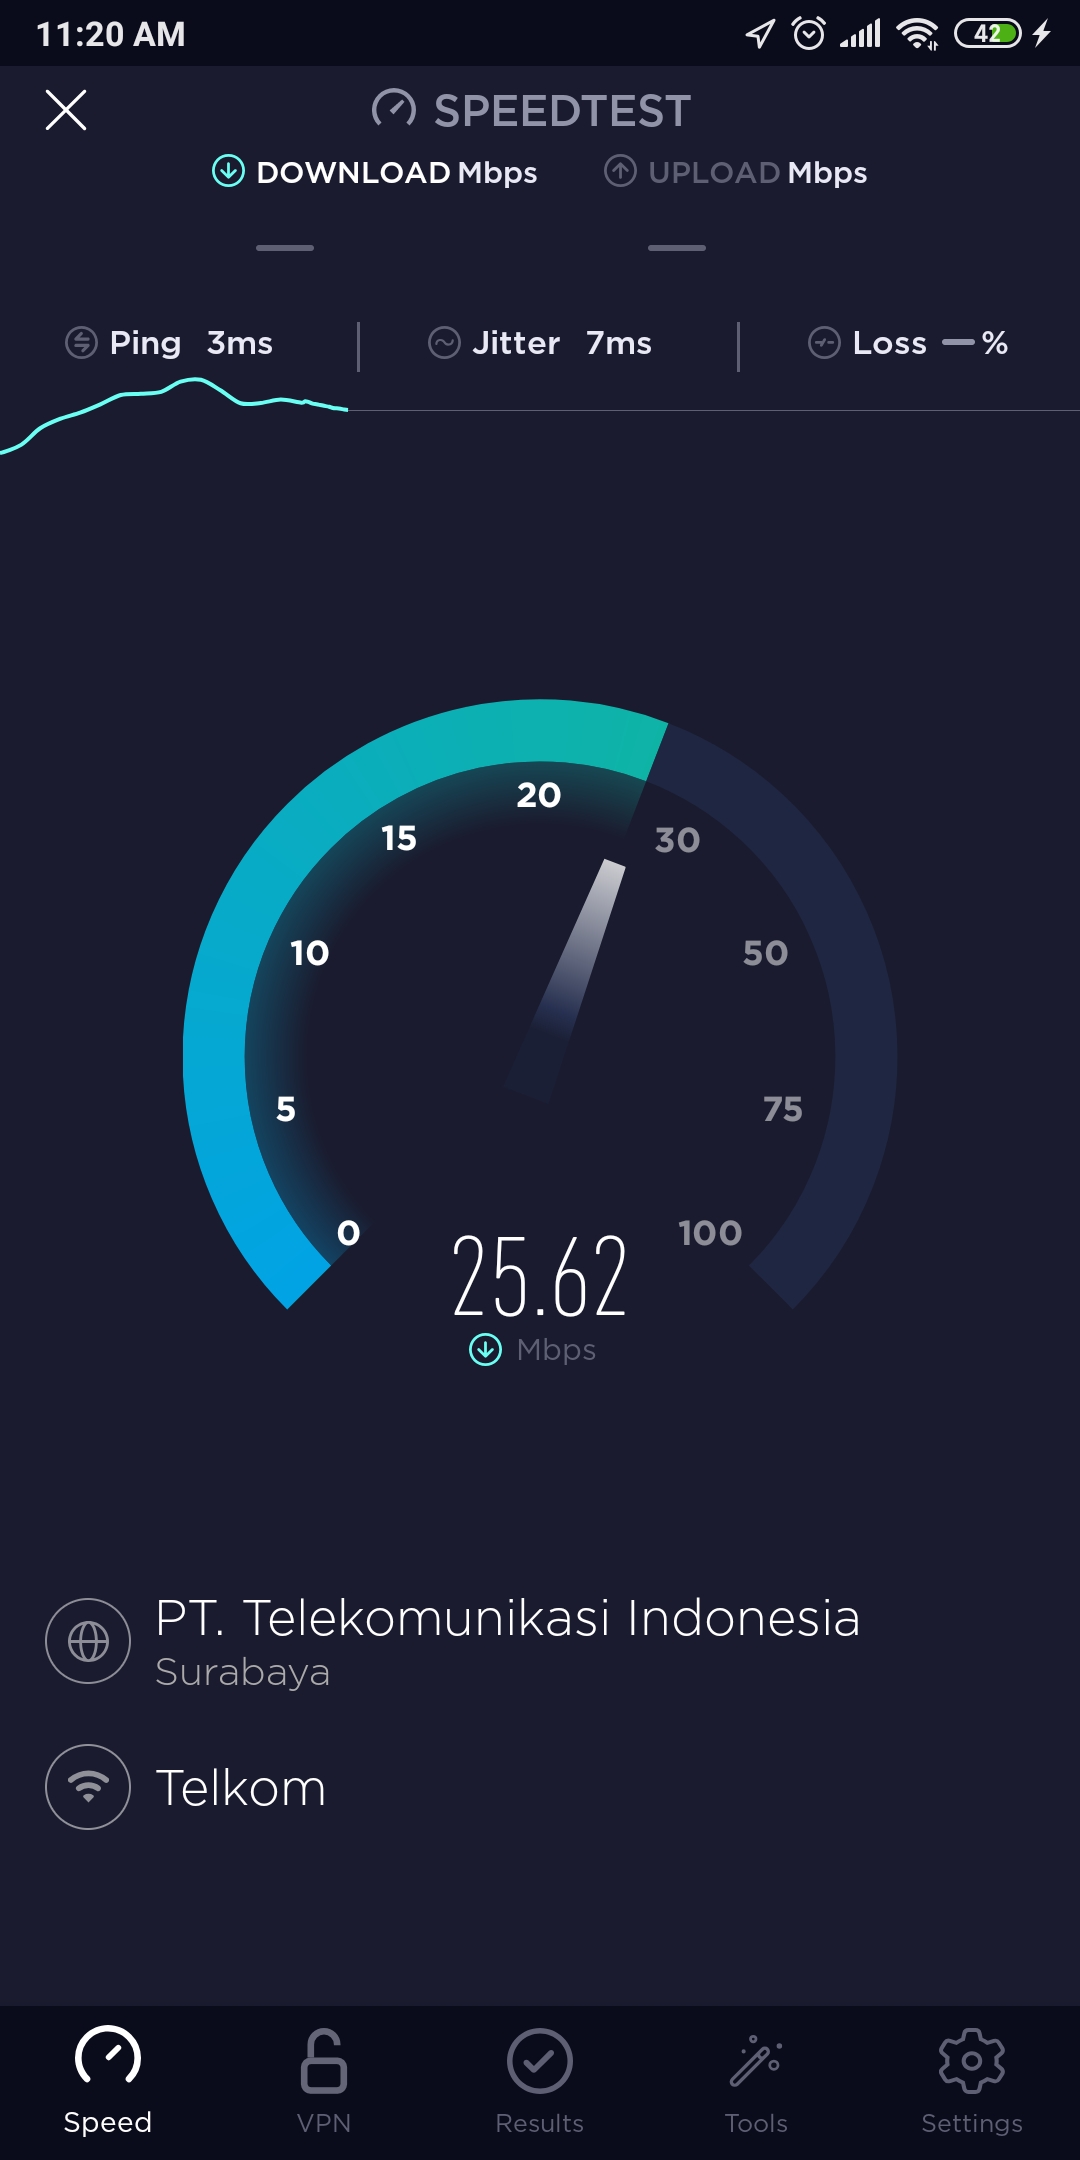 11:20 AM
42
SPEEDTEST
DOWNLOAD Mbps UPLOAD Mbps
— —
Ping 3ms Jitter 7ms Loss —%
20
15 30
10 50
5 75
0 100
25.62
Mbps
PT. Telekomunikasi Indonesia
Surabaya
Telkom
Speed VPN Results Tools Settings